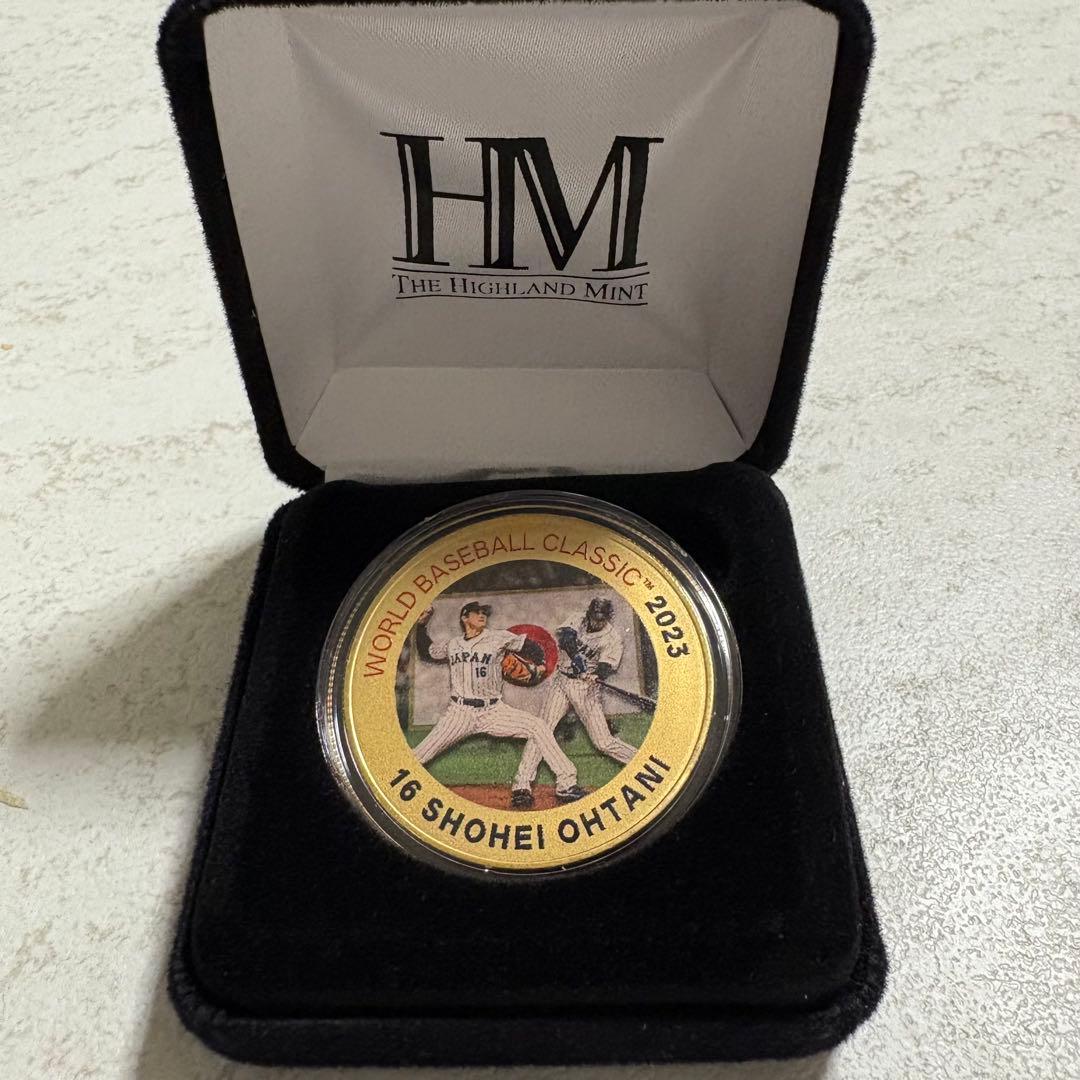 HM
THE HIGHLAND MINT
WORLD BASEBALL CLASSIC™ 2023
JAPAN
16
16 SHOHEI OHTANI